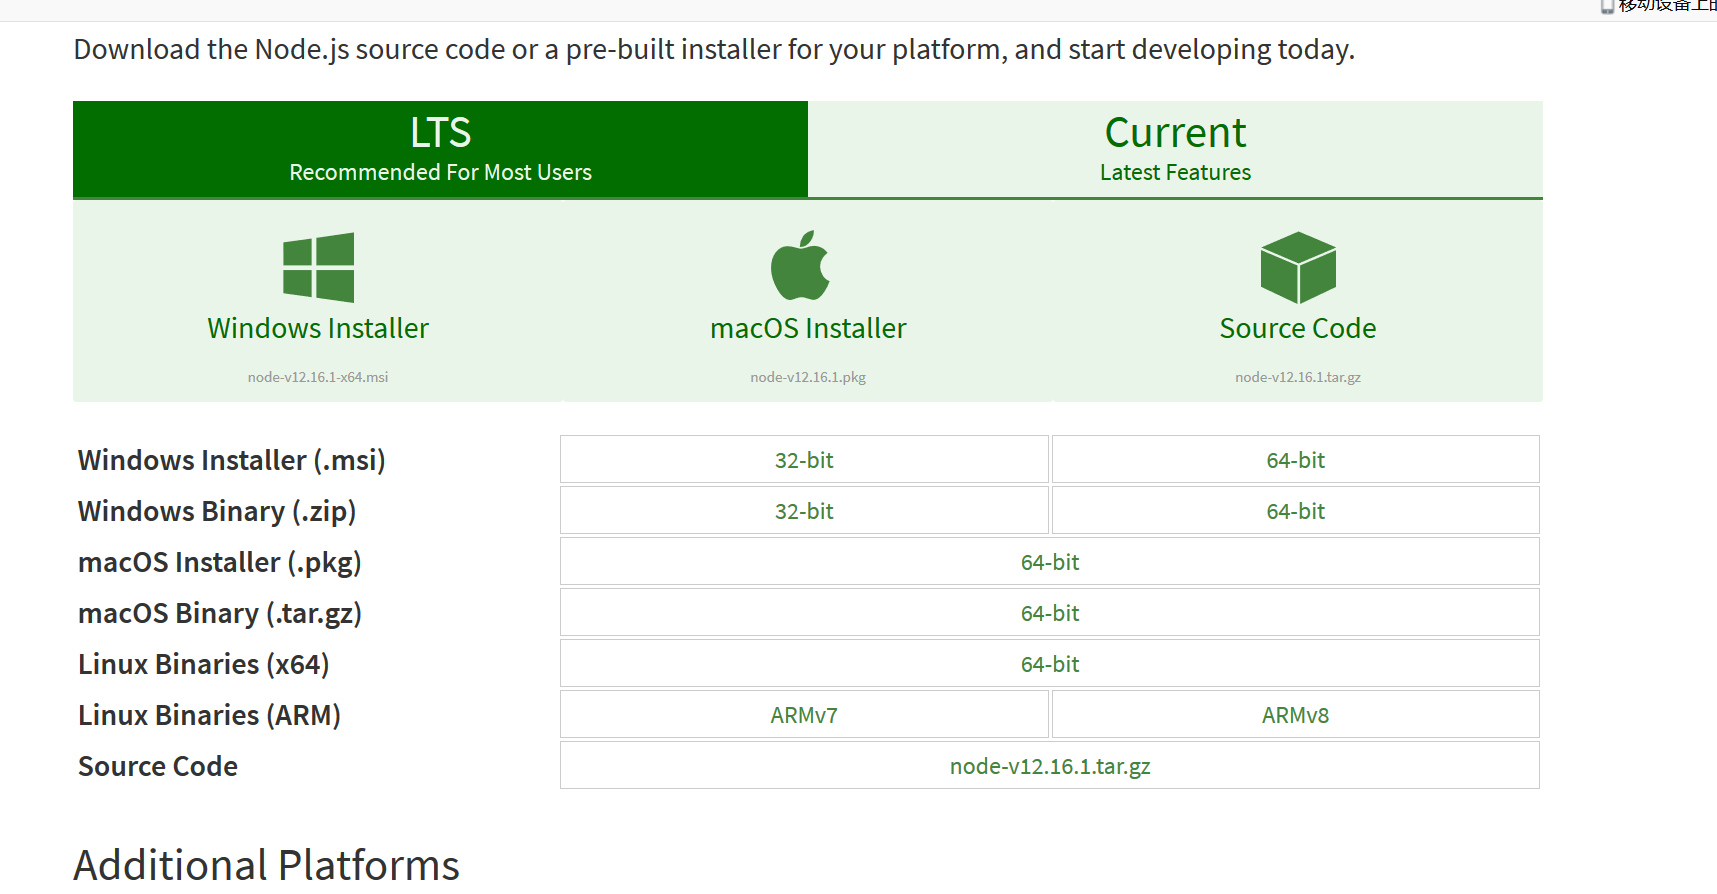 移动设备上的
Download the Node.js source code or a pre-built installer for your platform, and start developing today.
LTS
Recommended For Most Users
Current
Latest Features
Windows Installer
node-v12.16.1-x64.msi
macOS Installer
node-v12.16.1.pkg
Source Code
node-v12.16.1.tar.gz
Windows Installer (.msi) 32-bit 64-bit
Windows Binary (.zip) 32-bit 64-bit
macOS Installer (.pkg) 64-bit
macOS Binary (.tar.gz) 64-bit
Linux Binaries (x64) 64-bit
Linux Binaries (ARM) ARMv7 ARMv8
Source Code node-v12.16.1.tar.gz
Additional Platforms